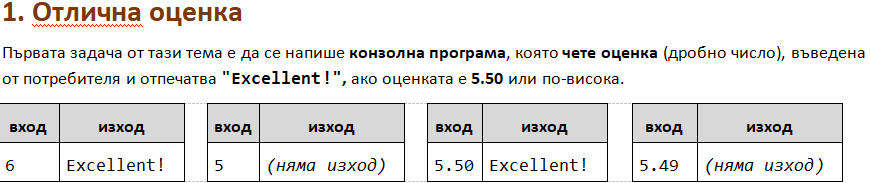 1. Отлична оценка
Първата задача от тази тема е да се напише конзолна програма, която чете оценка (дробно число), въведена
от потребителя и отпечатва "Excellent!", ако оценката е 5.50 или по-висока.
вход изход вход изход вход изход вход изход
6 Excellent! 5 (няма изход) 5.50 Excellent! 5.49 (няма изход)